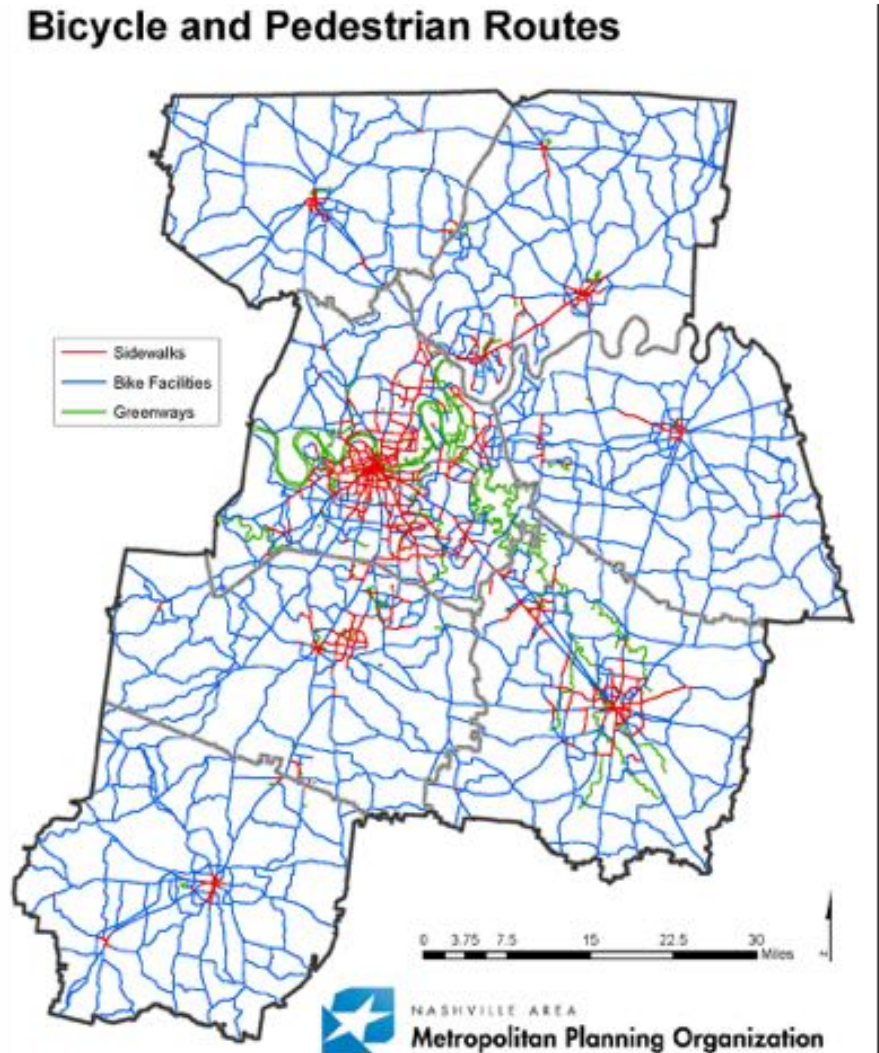 Bicycle and Pedestrian Routes
Sidewalks
Bike Facilities
Greenways
0 3.75 7.5 15 22.5 30
Miles
N
NASHVILLE AREA
Metropolitan Planning Organization